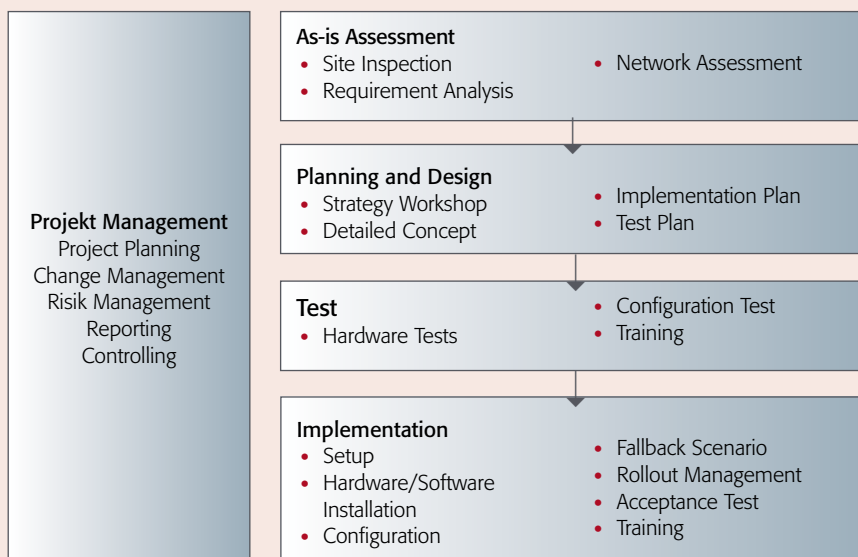 Projekt Management
Project Planning
Change Management
Risik Management
Reporting
Controlling
As-is Assessment
• Site Inspection
• Requirement Analysis
• Network Assessment
Planning and Design
• Strategy Workshop
• Detailed Concept
• Implementation Plan
• Test Plan
Test
• Hardware Tests
• Configuration Test
• Training
Implementation
• Setup
• Hardware/Software
Installation
• Configuration
• Fallback Scenario
• Rollout Management
• Acceptance Test
• Training